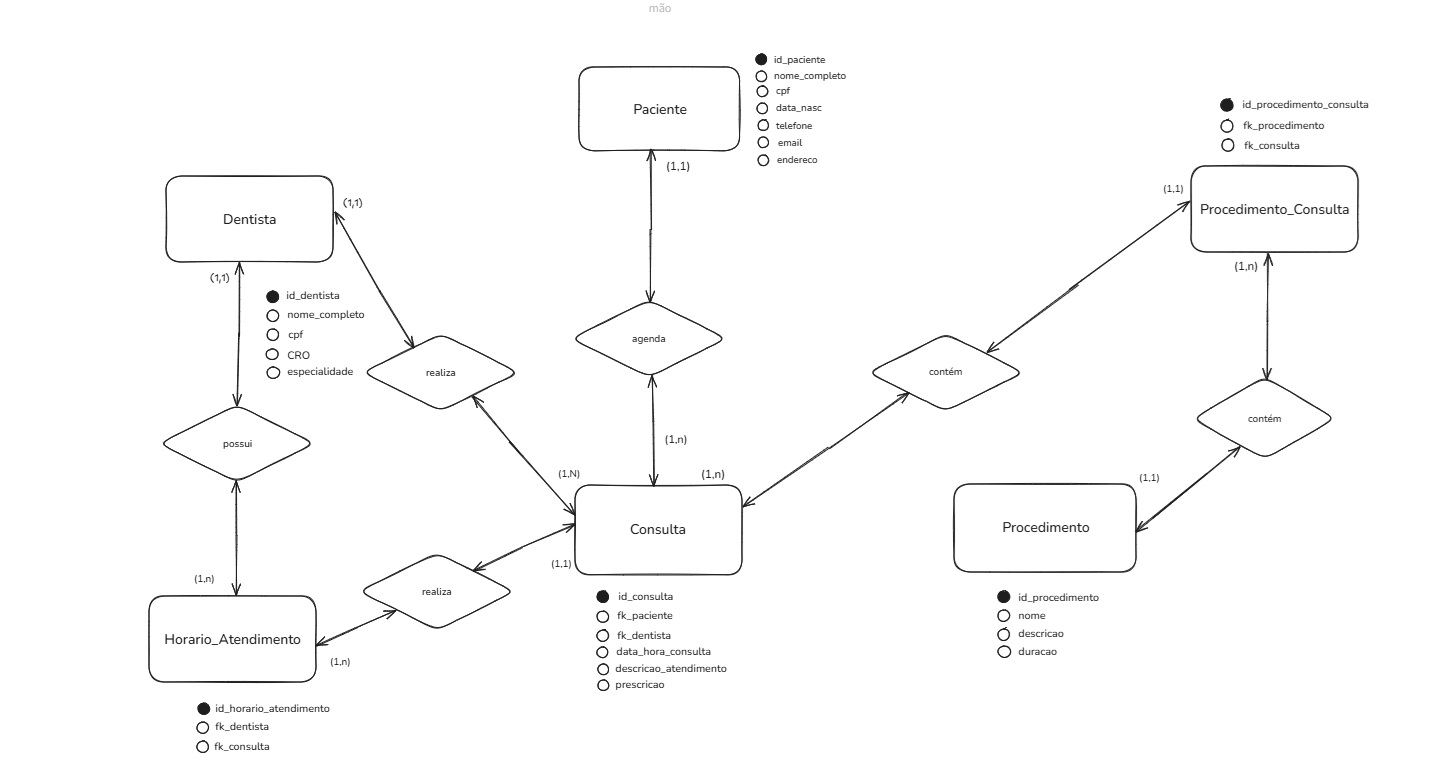 mão
Paciente
id_paciente
nome_completo
cpf
data_nasc
telefone
email
endereco
(1,1)
id_procedimento_consulta
fk_procedimento
fk_consulta
Procedimento_Consulta
(1,1)
(1,n)
Dentista
(1,1)
(1,1)
id_dentista
nome_completo
cpf
CRO
especialidade
realiza
agenda
contém
contém
possui
(1,n)
(1,N)
(1,n)
(1,1)
Consulta
Procedimento
(1,1)
realiza
(1,n)
Horario_Atendimento
(1,n)
id_consulta
fk_paciente
fk_dentista
data_hora_consulta
descricao_atendimento
prescricao
id_procedimento
nome
descricao
duracao
id_horario_atendimento
fk_dentista
fk_consulta